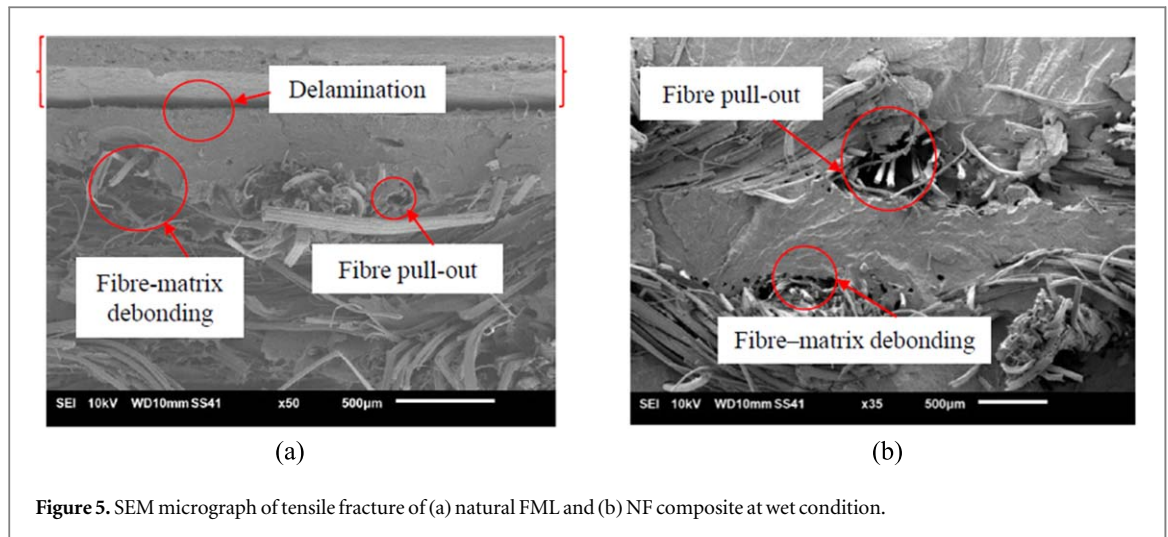 Delamination
Fibre pull-out
Fibre-matrix
debonding
SEI 10kV WD10mm SS41 x50 500µm
(a)
Fibre pull-out
Fibre–matrix debonding
SEI 10kV WD10mm SS41 x35 500µm
(b)
Figure 5. SEM micrograph of tensile fracture of (a) natural FML and (b) NF composite at wet condition.